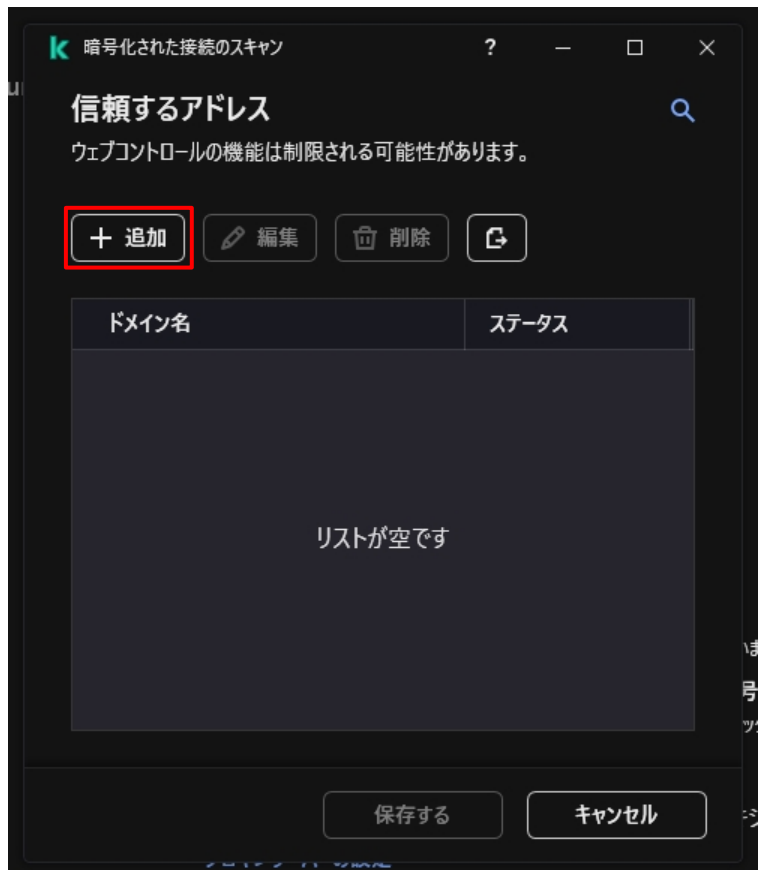 暗号化された接続のスキャン
?
信頼するアドレス
ウェブコントロールの機能は制限される可能性があります。
追加
編集
削除
ドメイン名
ステータス
リストが空です
号
保存する
キャンセル